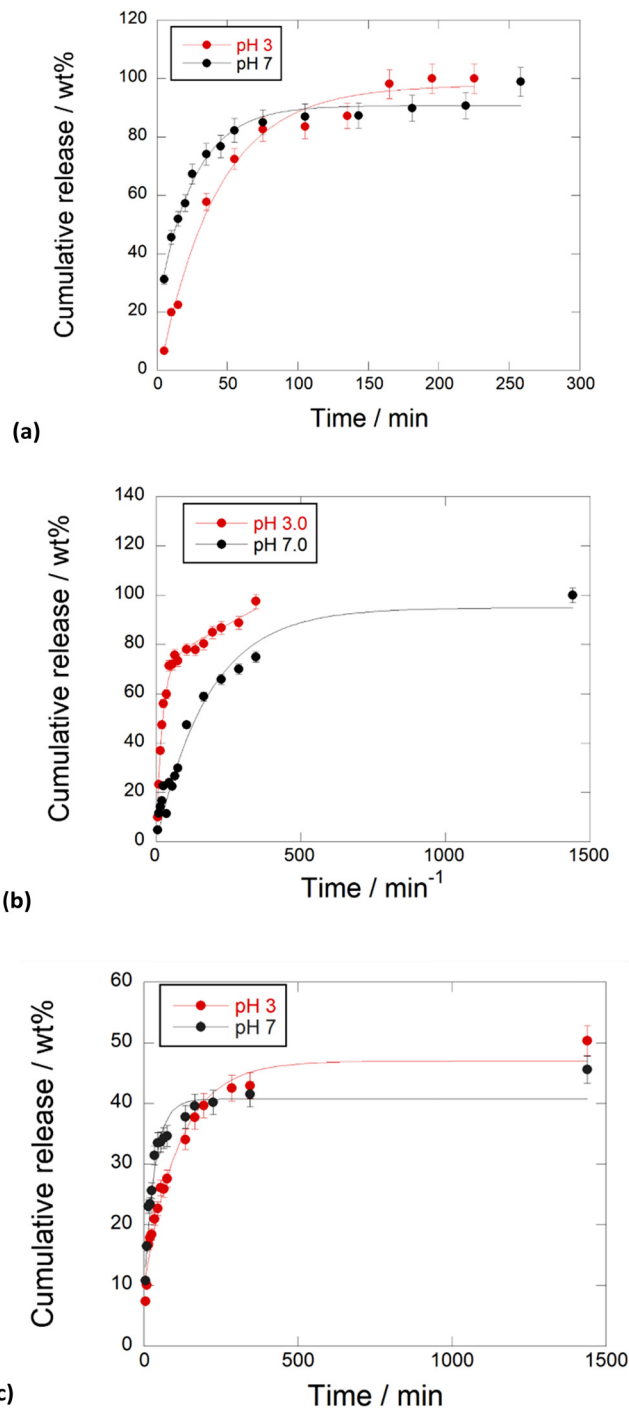 120
100
80
60
40
20
0
pH 3
pH 7
Cumulative release / wt%
0 50 100 150 200 250 300
Time / min
(a)
140
120
100
80
60
40
20
0
pH 3.0
pH 7.0
Cumulative release / wt%
0 500 1000 1500
Time / min-1
(b)
60
50
40
30
20
10
0
pH 3
pH 7
Cumulative release / wt%
0 500 1000 1500
Time / min
c)